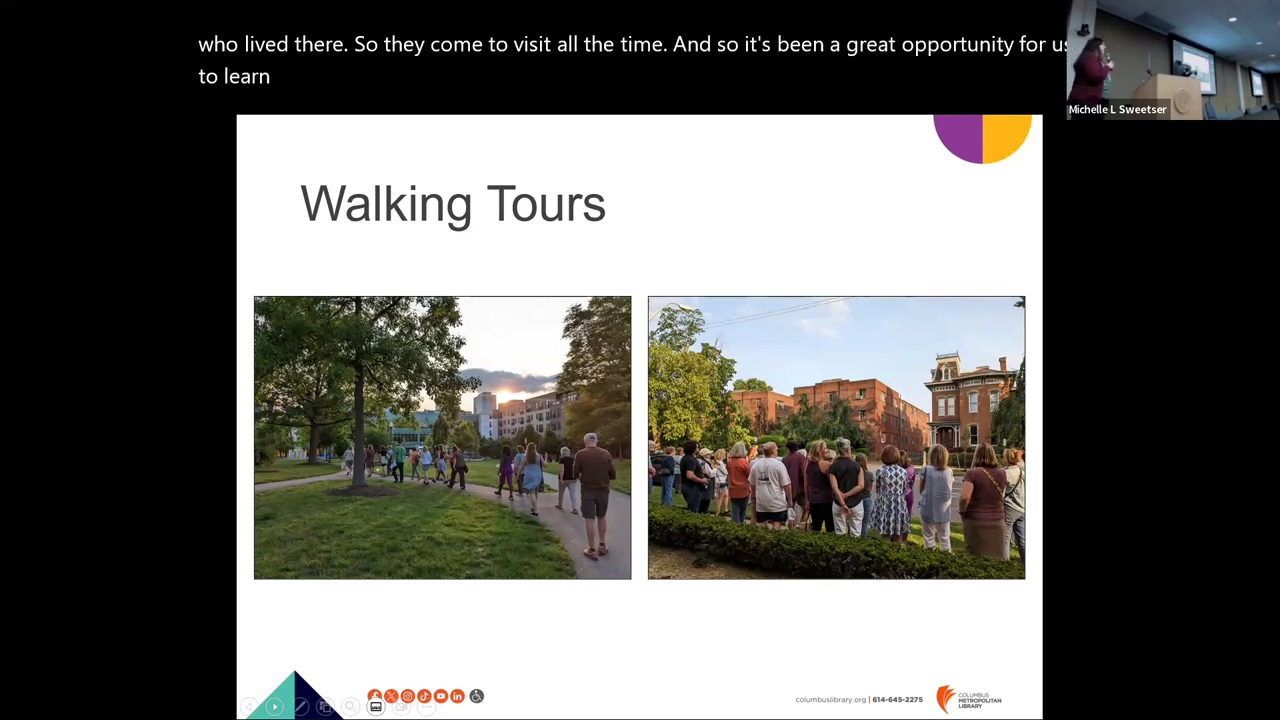 who lived there. So they come to visit all the time. And so it's been a great opportunity for us
to learn
Michelle L Sweetser
Walking Tours
columbuslibrary.org | 614-645-2275
COLUMBUS
METROPOLITAN
LIBRARY